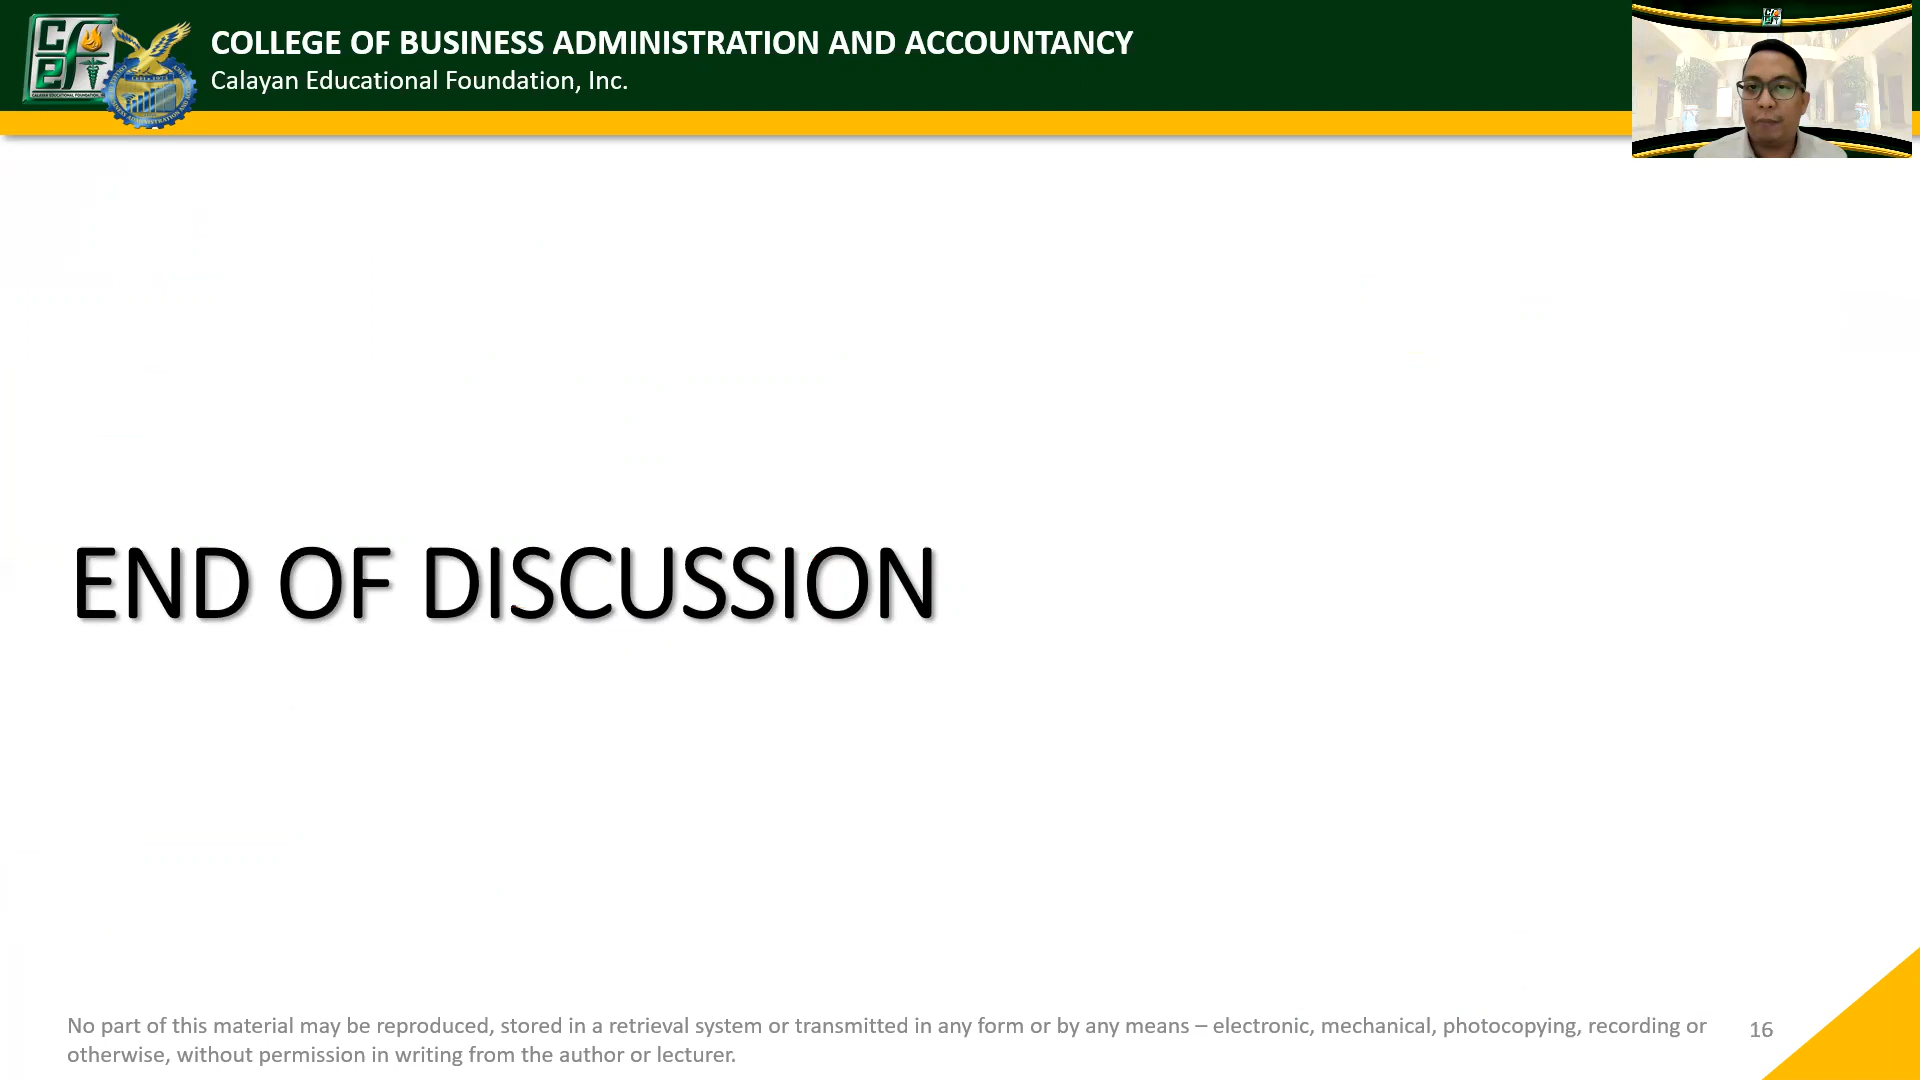 COLLEGE OF BUSINESS ADMINISTRATION AND ACCOUNTANCY
Calayan Educational Foundation, Inc.
END OF DISCUSSION
No part of this material may be reproduced, stored in a retrieval system or transmitted in any form or by any means – electronic, mechanical, photocopying, recording or
otherwise, without permission in writing from the author or lecturer.
16